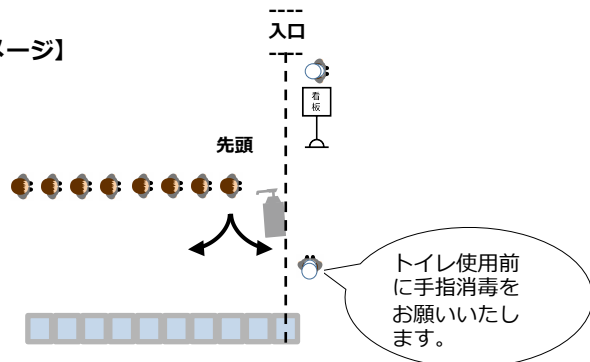 入口
メージ】
看
板
先頭
トイレ使用前
に手指消毒を
お願いいたし
ます。